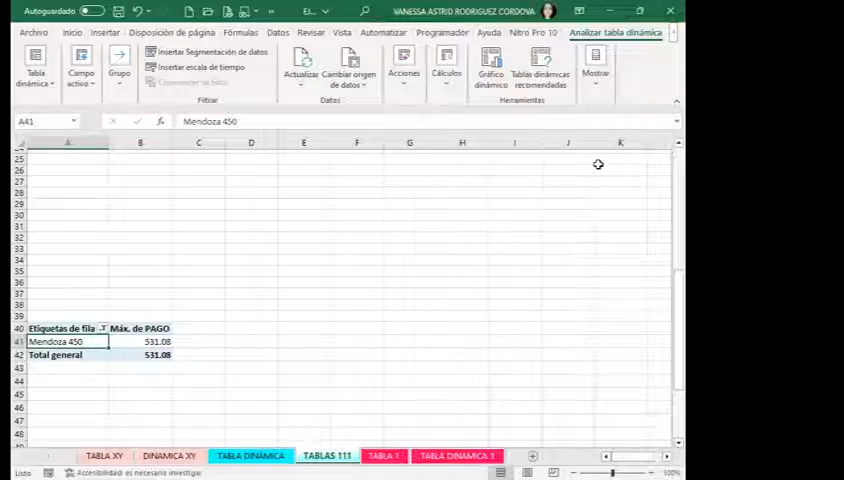 Autoguardado
EJ...
VANESSA ASTRID RODRIGUEZ CORDOVA
Archivo Inicio Insertar Disposición de página Fórmulas Datos Revisar Vista Automatizar Programador Ayuda Nitro Pro 10 Analizar tabla dinámica
Tabla dinámica
Campo activo
Grupo
Insertar Segmentación de datos
Insertar escala de tiempo
Filtrar
Actualizar
Cambiar origen de datos
Datos
Acciones
Cálculos
Gráfico dinámico
Tablas dinámicas recomendadas
Herramientas
Mostrar
A41 fx Mendoza 450
A B C D E F G H I J K
25
26
27
28
29
30
31
32
33
34
35
36
37
38
39
40 Etiquetas de fila Máx. de PAGO
41 Mendoza 450 531.08
42 Total general 531.08
43
44
45
46
47
48
TABLA XY DINAMICA XY TABLA DINÁMICA TABLAS 111 TABLA 1 TABLA DINÁMICA 1
Listo Accesibilidad: es necesario investigar 100%